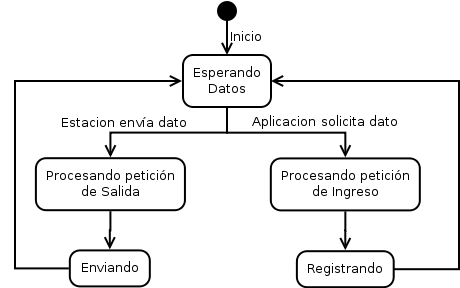 Inicio
Esperando
Datos
Estacion envía dato
Aplicacion solicita dato
Procesando petición
de Salida
Procesando petición
de Ingreso
Enviando
Registrando